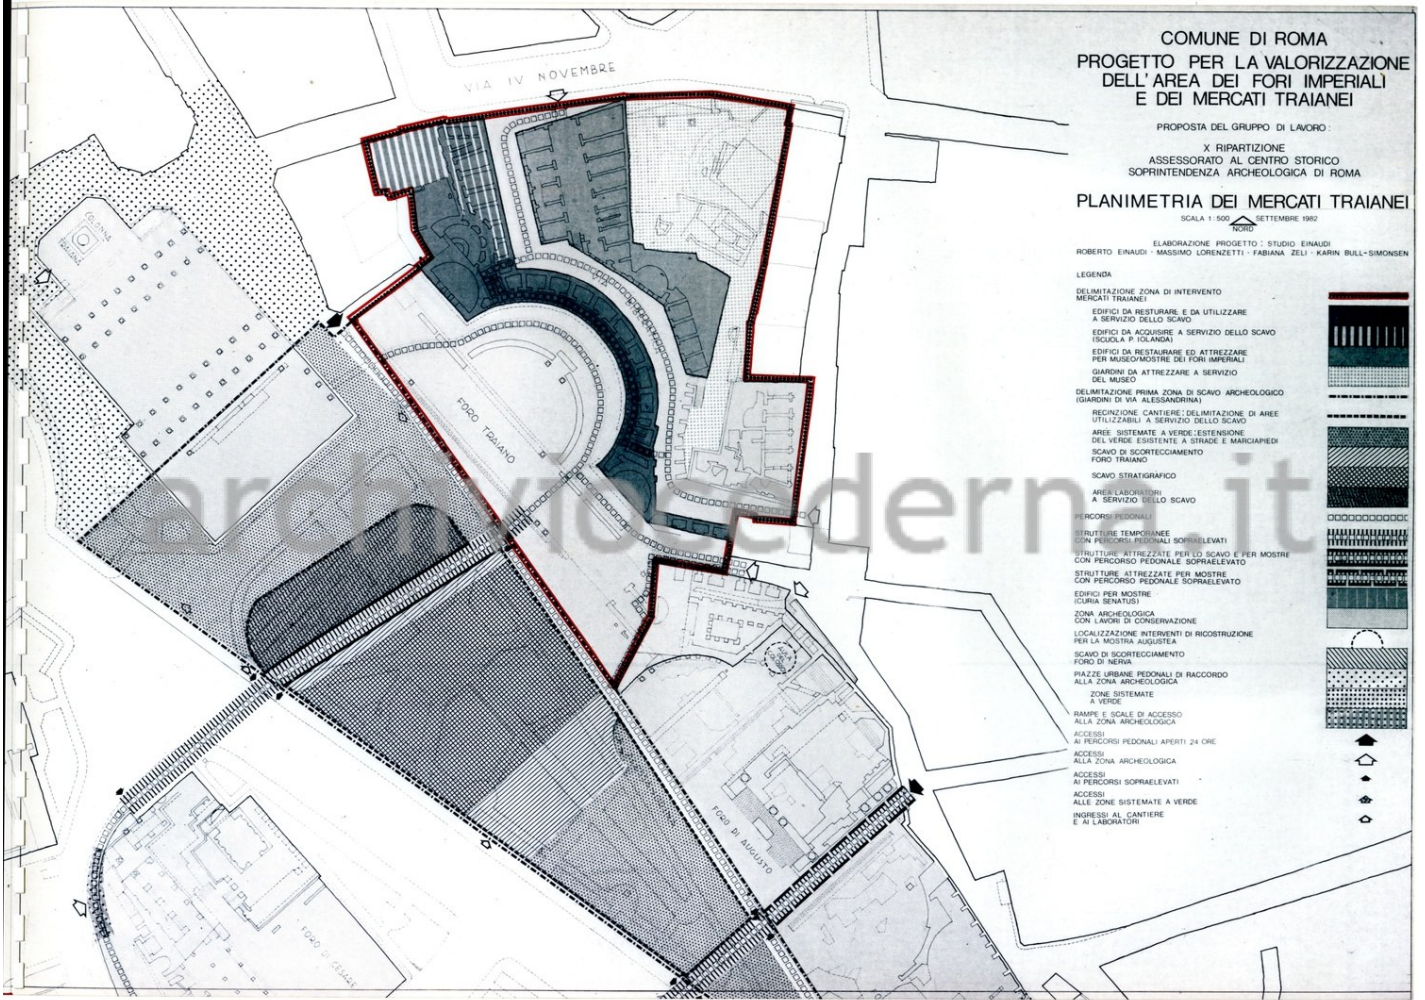 COMUNE DI ROMA
PROGETTO PER LA VALORIZZAZIONE
DELL'AREA DEI FORI IMPERIALI
E DEI MERCATI TRAIANEI
PROPOSTA DEL GRUPPO DI LAVORO :
X RIPARTIZIONE
ASSESSORATO AL CENTRO STORICO
SOPRINTENDENZA ARCHEOLOGICA DI ROMA
PLANIMETRIA DEI MERCATI TRAIANEI
SCALA 1:500 SETTEMBRE 1982
NORD
ELABORAZIONE PROGETTO : STUDIO EINAUDI
ROBERTO EINAUDI - MASSIMO LORENZETTI - FABIANA ZELI - KARIN BULL-SIMONSEN
LEGENDA
DELIMITAZIONE ZONA DI INTERVENTO
MERCATI TRAIANEI
EDIFICI DA RESTURARE E DA UTILIZZARE
A SERVIZIO DELLO SCAVO
EDIFICI DA ACQUISIRE A SERVIZIO DELLO SCAVO
(SCUOLA P. IOLANDA)
EDIFICI DA RESTAURARE ED ATTREZZARE
PER MUSEO/MOSTRE DEI FORI IMPERIALI
GIARDINI DA ATTREZZARE A SERVIZIO
DEL MUSEO
DELIMITAZIONE PRIMA ZONA DI SCAVO ARCHEOLOGICO
(GIARDINI DI VIA ALESSANDRINA)
RECINZIONE CANTIERE: DELIMITAZIONE DI AREE
UTILIZZABILI A SERVIZIO DELLO SCAVO
AREE SISTEMATE A VERDE: ESTENSIONE
DEL VERDE ESISTENTE A STRADE E MARCIAPIEDI
SCAVO DI SCORTECCIAMENTO
FORO TRAIANO
SCAVO STRATIGRAFICO
AREA LABORATORI
A SERVIZIO DELLO SCAVO
PERCORSI PEDONALI
STRUTTURE TEMPORANEE
CON PERCORSI PEDONALI SOPRAELEVATI
STRUTTURE ATTREZZATE PER LO SCAVO E PER MOSTRE
CON PERCORSO PEDONALE SOPRAELEVATO
STRUTTURE ATTREZZATE PER MOSTRE
CON PERCORSO PEDONALE SOPRAELEVATO
EDIFICI PER MOSTRE
(CURIA SENATUS)
ZONA ARCHEOLOGICA
CON LAVORI DI CONSERVAZIONE
LOCALIZZAZIONE INTERVENTI DI RICOSTRUZIONE
PER LA MOSTRA AUGUSTEA
SCAVO DI SCORTECCIAMENTO
FORO DI NERVA
PIAZZE URBANE PEDONALI DI RACCORDO
ALLA ZONA ARCHEOLOGICA
ZONE SISTEMATE
A VERDE
RAMPE E SCALE DI ACCESSO
ALLA ZONA ARCHEOLOGICA
ACCESSI
AI PERCORSI PEDONALI APERTI 24 ORE
ACCESSI
ALLA ZONA ARCHEOLOGICA
ACCESSI
AI PERCORSI SOPRAELEVATI
ACCESSI
ALLE ZONE SISTEMATE A VERDE
INGRESSI AL CANTIERE
E AI LABORATORI
VIA IV NOVEMBRE
COLONNA
TRAIANA
FORO TRAIANO
AULA
DEL
COLOSSO
FORO DI AUGUSTO
FORO DI CESARE
archiviocederna.it